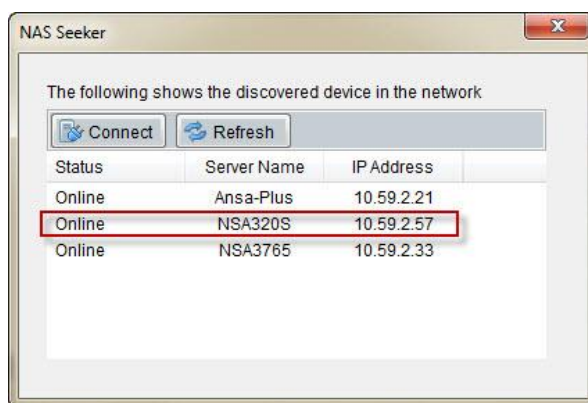 NAS Seeker
The following shows the discovered device in the network
Connect Refresh
Status Server Name IP Address
Online Ansa-Plus 10.59.2.21
Online NSA320S 10.59.2.57
Online NSA3765 10.59.2.33